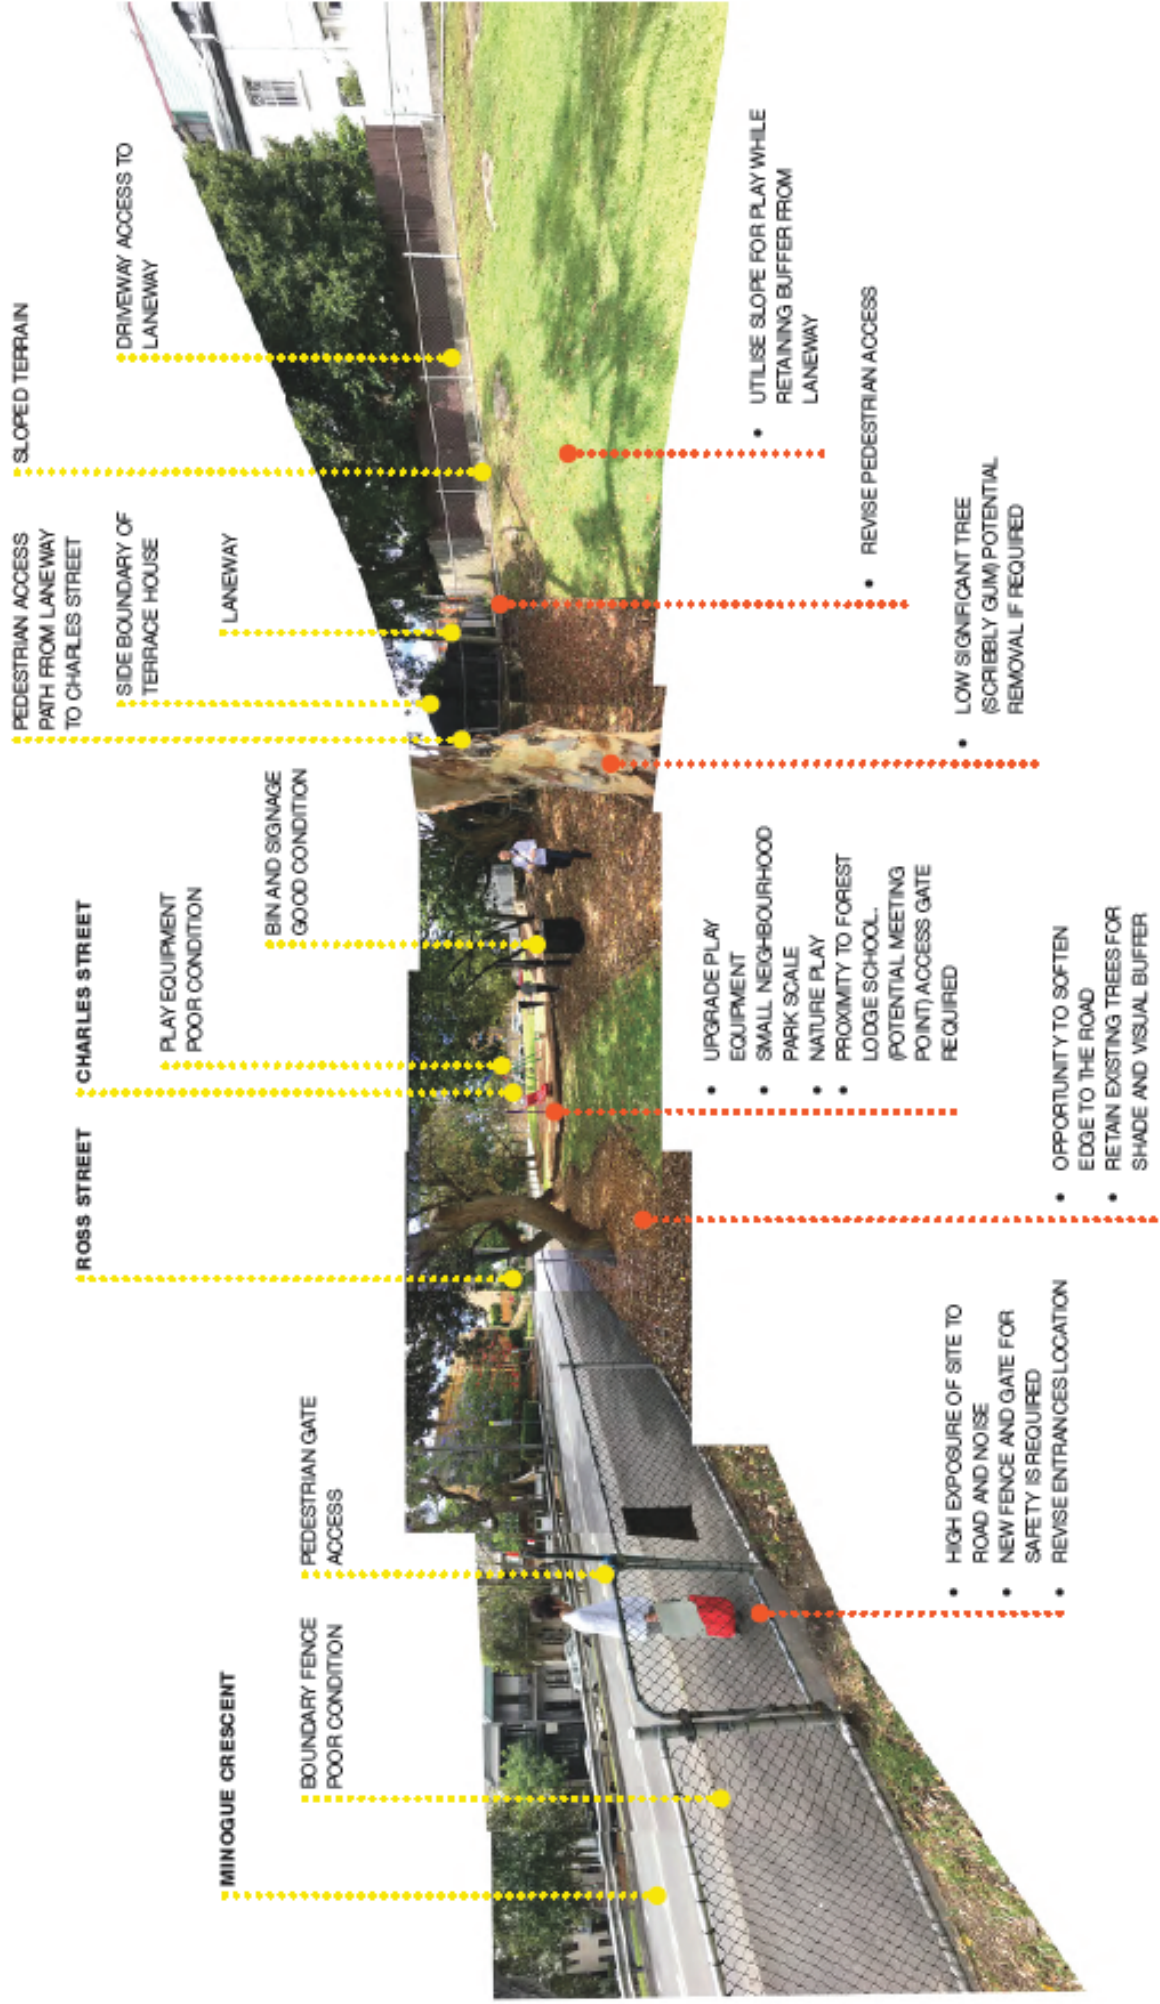 MINOGUE CRESCENT
BOUNDARY FENCE
POOR CONDITION
PEDESTRIAN GATE
ACCESS
ROSS STREET
CHARLES STREET
PLAY EQUIPMENT
POOR CONDITION
BIN AND SIGNAGE
GOOD CONDITION
PEDESTRIAN ACCESS
PATH FROM LANEWAY
TO CHARLES STREET
SIDE BOUNDARY OF
TERRACE HOUSE
LANEWAY
SLOPED TERRAIN
DRIVEWAY ACCESS TO
LANEWAY
• HIGH EXPOSURE OF SITE TO
ROAD AND NOISE
• NEW FENCE AND GATE FOR
SAFETY IS REQUIRED
• REVISE ENTRANCES LOCATION
• OPPORTUNITY TO SOFTEN
EDGE TO THE ROAD
• RETAIN EXISTING TREES FOR
SHADE AND VISUAL BUFFER
• UPGRADE PLAY
EQUIPMENT
• SMALL NEIGHBOURHOOD
PARK SCALE
• NATURE PLAY
• PROXIMITY TO FOREST
LODGE SCHOOL.
(POTENTIAL MEETING
POINT) ACCESS GATE
REQUIRED
• LOW SIGNIFICANT TREE
(SCRIBBLY GUM) POTENTIAL
REMOVAL IF REQUIRED
• REVISE PEDESTRIAN ACCESS
• UTILISE SLOPE FOR PLAY WHILE
RETAINING BUFFER FROM
LANEWAY